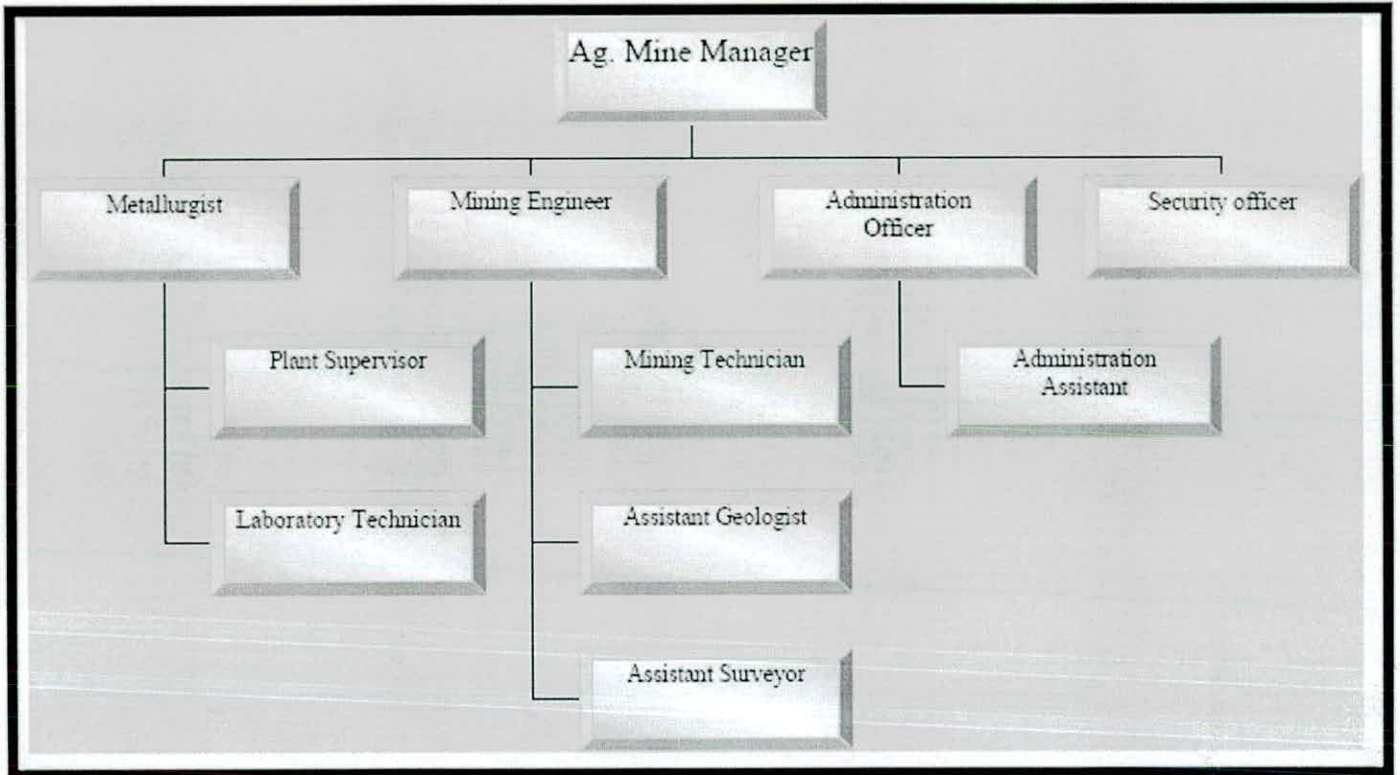 Ag. Mine Manager
Metallurgist
Mining Engineer
Administration
Officer
Security officer
Plant Supervisor
Mining Technician
Administration
Assistant
Laboratory Technician
Assistant Geologist
Assistant Surveyor